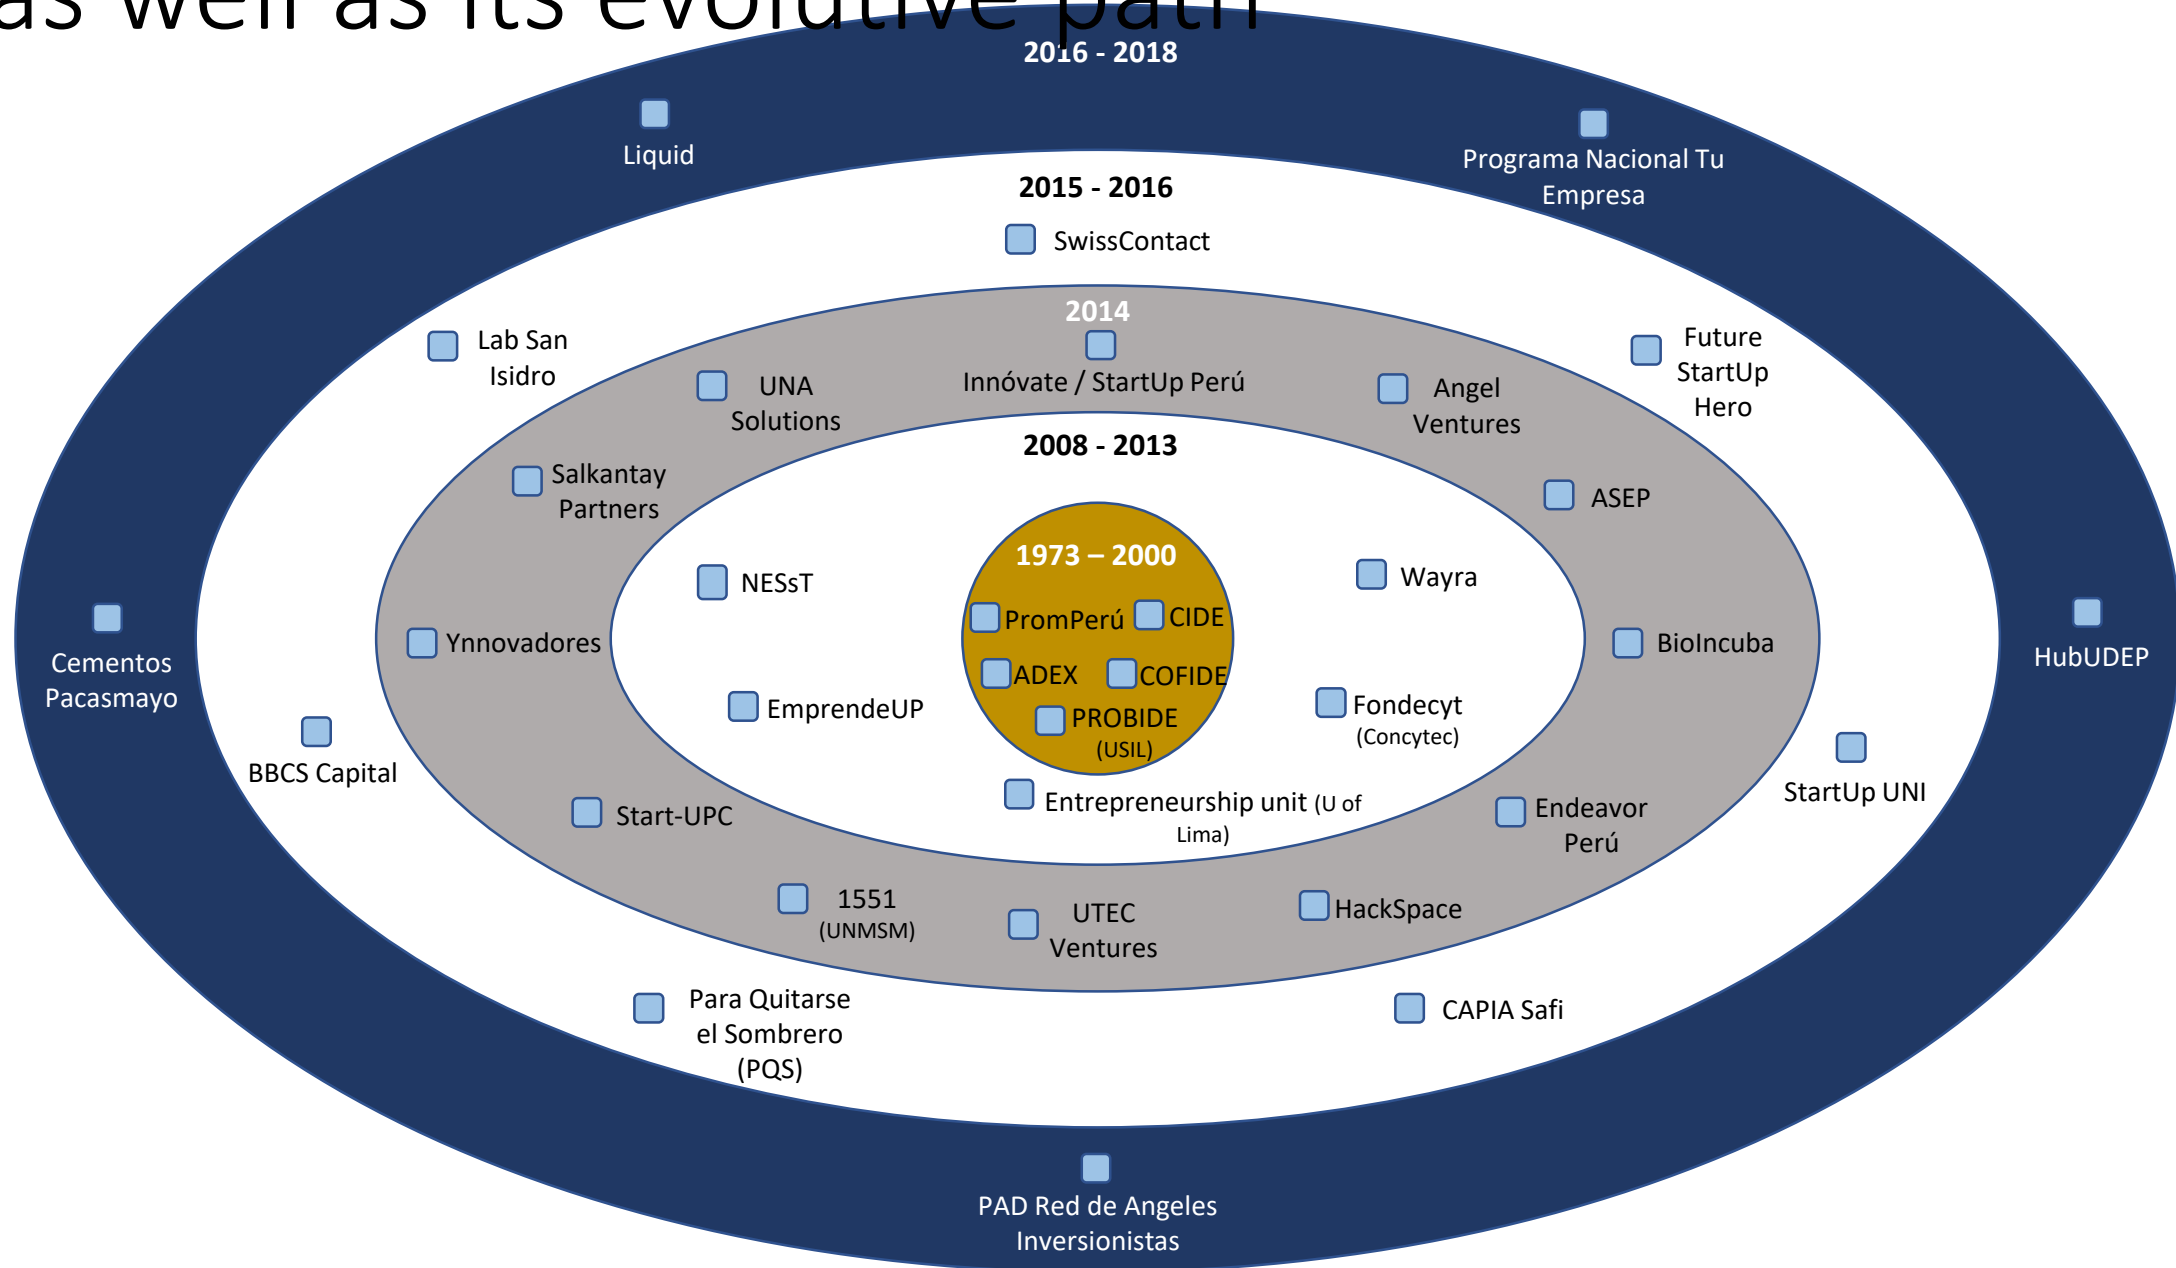 as well as its evolutive path
2016 - 2018
Liquid
Programa Nacional Tu
Empresa
2015 - 2016
SwissContact
Lab San
Isidro
Future
StartUp
Hero
2014
Innóvate / StartUp Perú
UNA
Solutions
Angel
Ventures
2008 - 2013
Salkantay
Partners
ASEP
1973 – 2000
NESsT
Wayra
PromPerú
CIDE
Ynnovadores
BioIncuba
Cementos
Pacasmayo
HubUDEP
ADEX
COFIDE
EmprendeUP
PROBIDE
(USIL)
Fondecyt
(Concytec)
BBCS Capital
StartUp UNI
Start-UPC
Entrepreneurship unit (U of
Lima)
Endeavor
Perú
1551
(UNMSM)
UTEC
Ventures
HackSpace
Para Quitarse
el Sombrero
(PQS)
CAPIA Safi
PAD Red de Angeles
Inversionistas